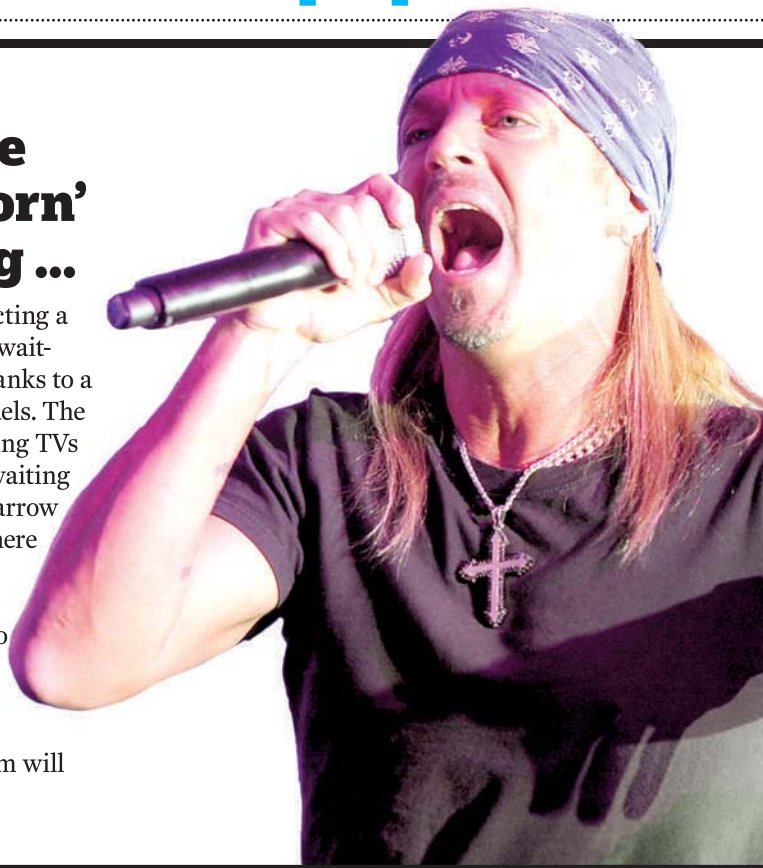 e
orn'
g ...
cting a
wait-
anks to a
els. The
ng TVs
vaiting
arrow
here
o
m will